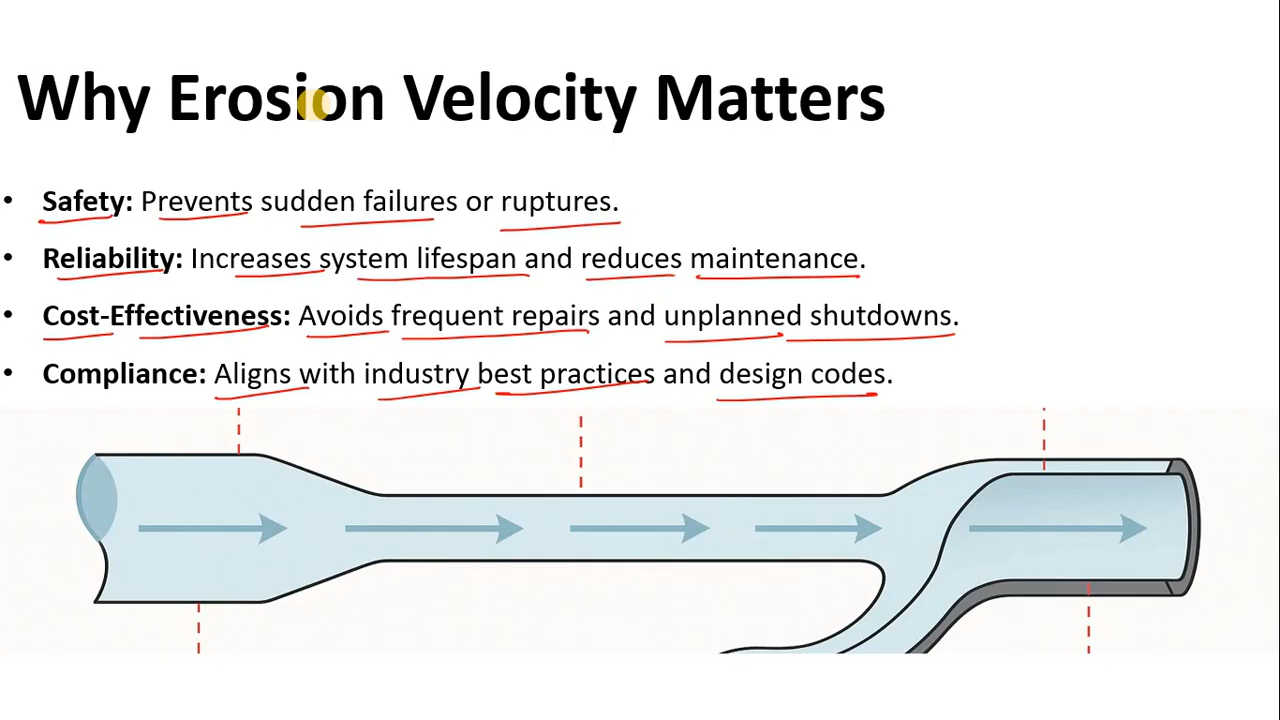 Why Erosion Velocity Matters
• Safety: Prevents sudden failures or ruptures.
• Reliability: Increases system lifespan and reduces maintenance.
• Cost-Effectiveness: Avoids frequent repairs and unplanned shutdowns.
• Compliance: Aligns with industry best practices and design codes.